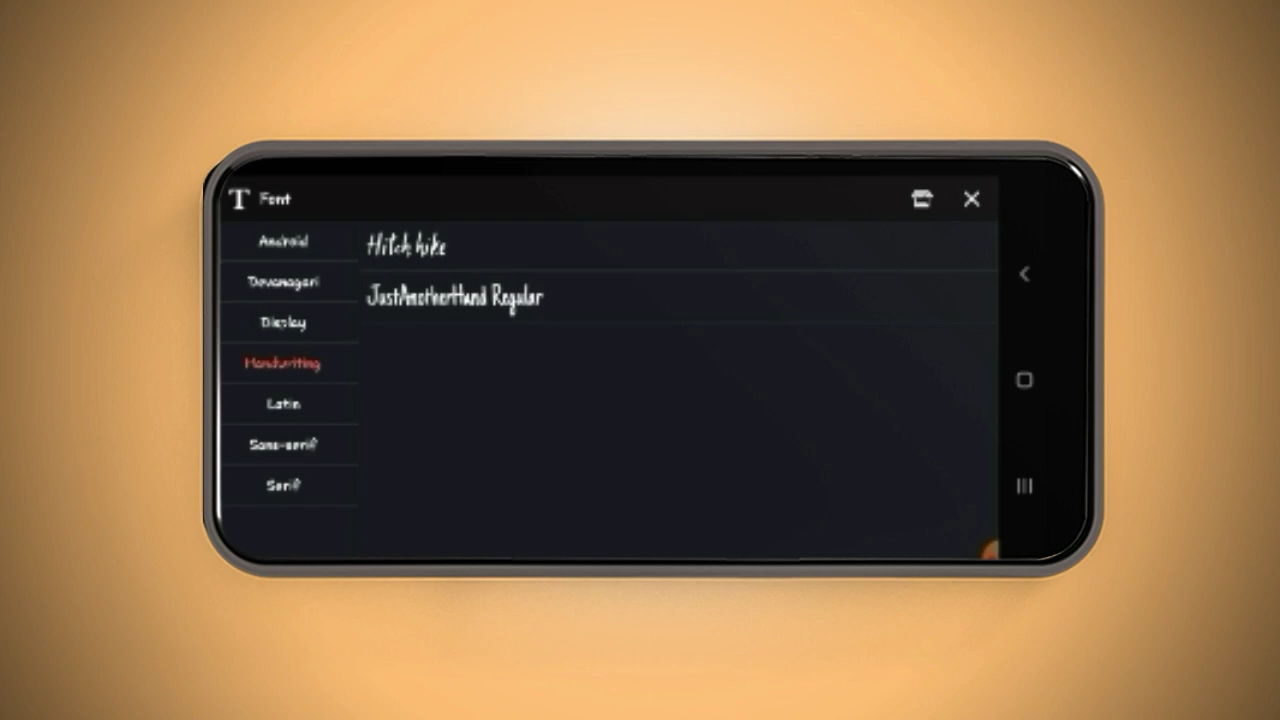 T Font
Android
Devanagari
Display
Handwriting
Latin
Sans-serif
Serif
Hitch hike
JustAnotherHand Regular